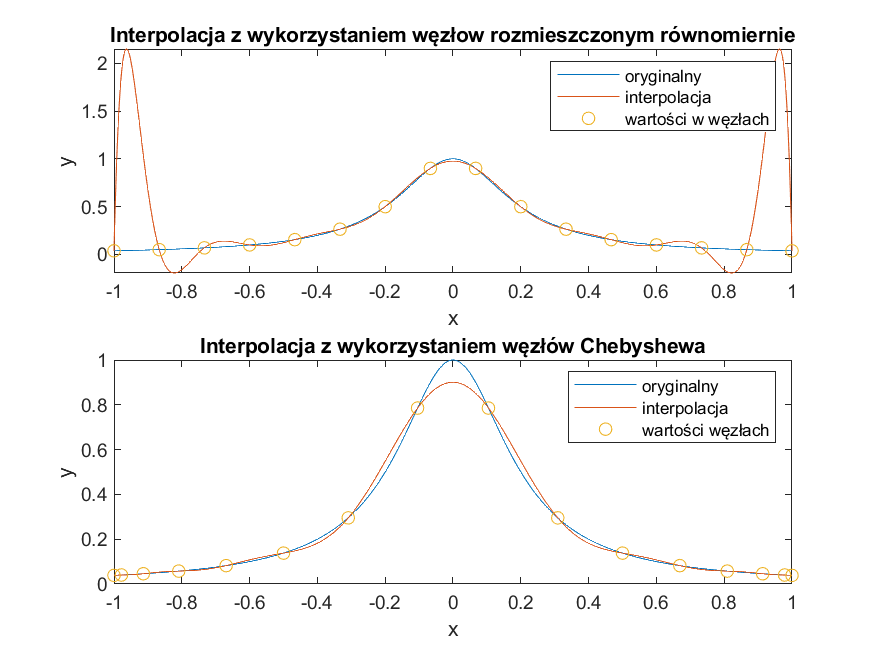 Interpolacja z wykorzystaniem węzłow rozmieszczonym równomiernie
2
1.5
1
0.5
0
y
oryginalny
interpolacja
wartości w węzłach
-1 -0.8 -0.6 -0.4 -0.2 0 0.2 0.4 0.6 0.8 1
x
Interpolacja z wykorzystaniem węzłów Chebyshewa
1
0.8
0.6
0.4
0.2
0
y
oryginalny
interpolacja
wartości węzłach
-1 -0.8 -0.6 -0.4 -0.2 0 0.2 0.4 0.6 0.8 1
x